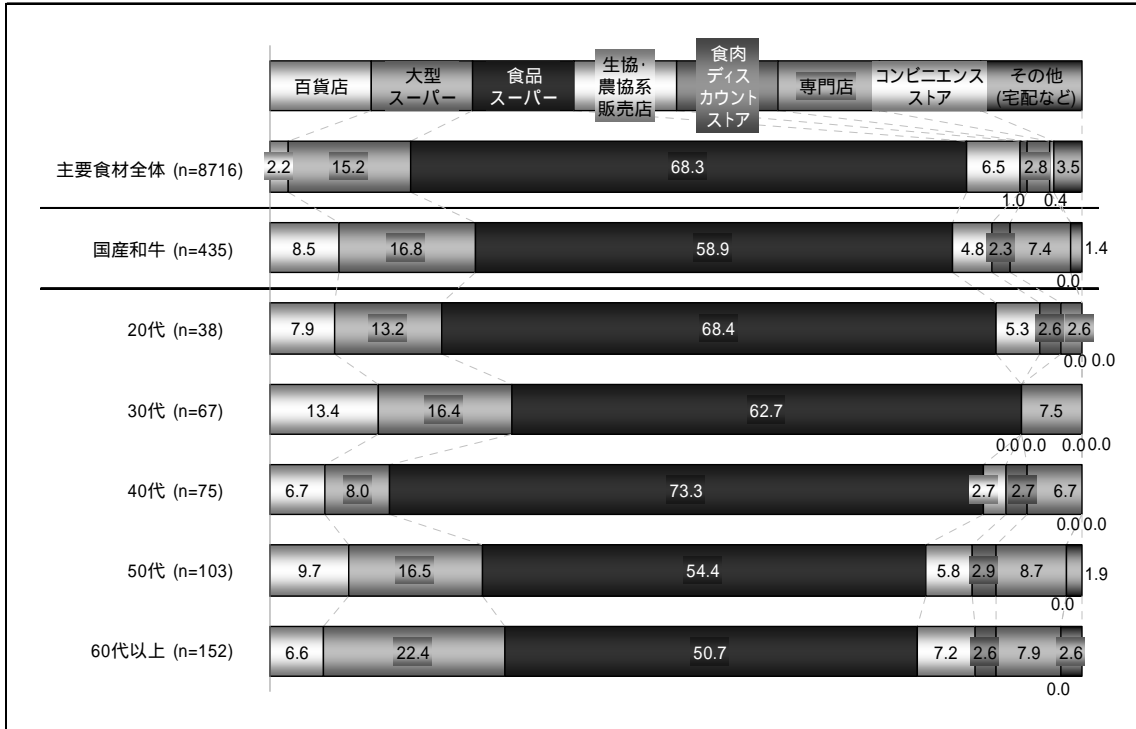 百貨店
大型
スーパー
食品
スーパー
生協・
農協系
販売店
食肉
ディス
カウント
ストア
専門店
コンビニエンス
ストア
その他
(宅配など)
主要食材全体 (n=8716)
2.2 15.2 68.3 6.5 2.8 3.5
1.0 0.4
国産和牛 (n=435)
8.5 16.8 58.9 4.8 2.3 7.4 1.4
0.0
20代 (n=38)
7.9 13.2 68.4 5.3 2.6 2.6
0.0 0.0
30代 (n=67)
13.4 16.4 62.7 7.5
0.0 0.0 0.0 0.0
40代 (n=75)
6.7 8.0 73.3 2.7 2.7 6.7
0.0 0.0
50代 (n=103)
9.7 16.5 54.4 5.8 2.9 8.7 1.9
0.0
60代以上 (n=152)
6.6 22.4 50.7 7.2 2.6 7.9 2.6
0.0